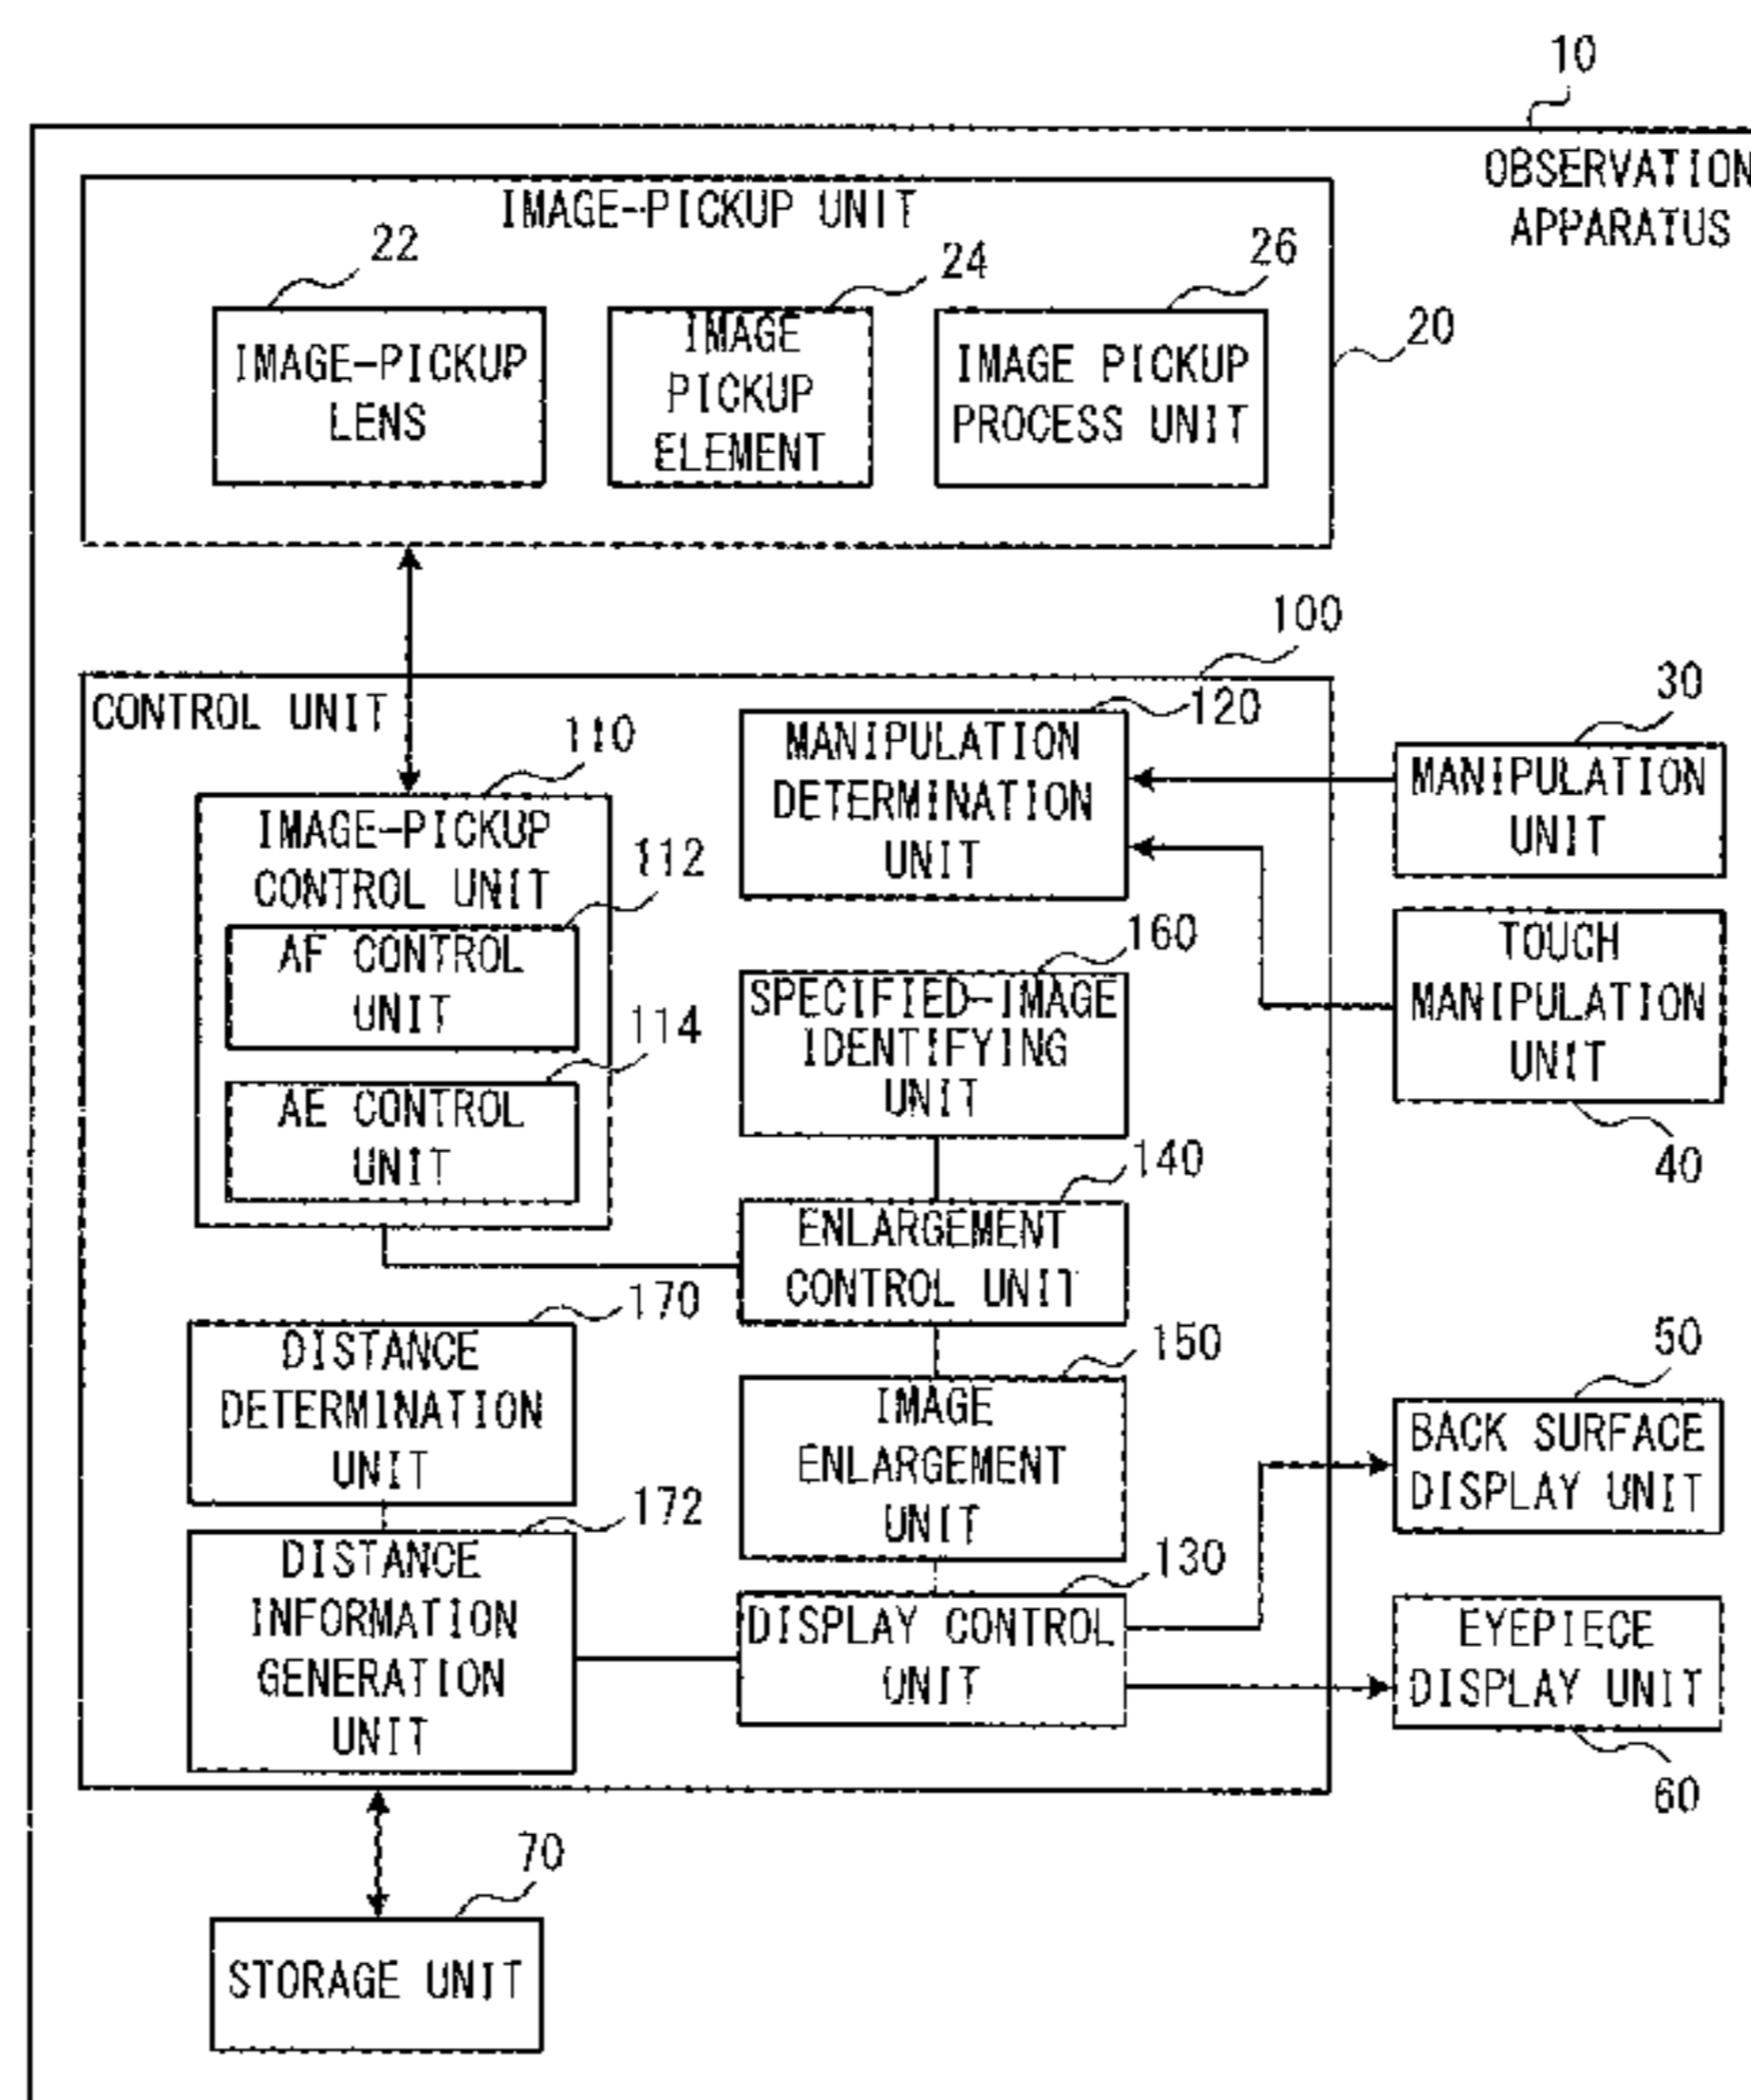 10
OBSERVATION
APPARATUS
IMAGE-PICKUP UNIT
22
24
26
20
IMAGE-PICKUP
LENS
IMAGE
PICKUP
ELEMENT
IMAGE PICKUP
PROCESS UNIT
100
CONTROL UNIT
110
IMAGE-PICKUP
CONTROL UNIT
112
AF CONTROL
UNIT
114
AE CONTROL
UNIT
120
MANIPULATION
DETERMINATION
UNIT
30
MANIPULATION
UNIT
TOUCH
MANIPULATION
UNIT
40
160
SPECIFIED-IMAGE
IDENTIFYING
UNIT
140
ENLARGEMENT
CONTROL UNIT
170
DISTANCE
DETERMINATION
UNIT
150
IMAGE
ENLARGEMENT
UNIT
50
BACK SURFACE
DISPLAY UNIT
172
DISTANCE
INFORMATION
GENERATION
UNIT
130
DISPLAY CONTROL
UNIT
EYEPIECE
DISPLAY UNIT
60
70
STORAGE UNIT